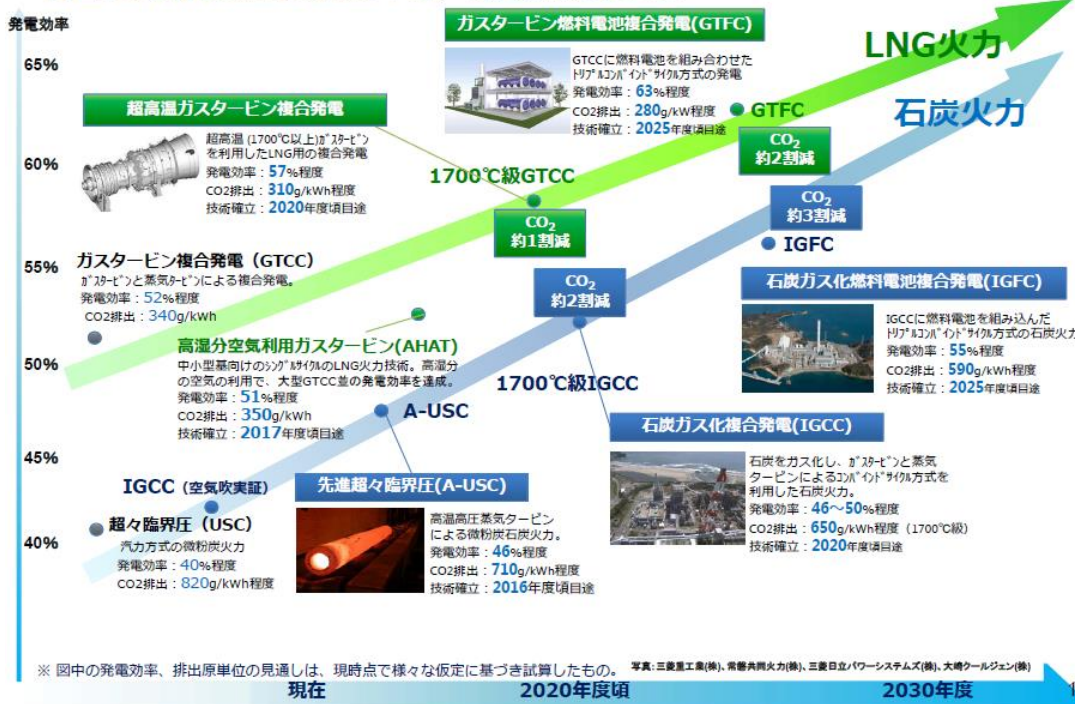 発電効率
65%
60%
55%
50%
45%
40%
ガスタービン燃料電池複合発電(GTFC)
GTCCに燃料電池を組み合わせた
トリプルコンバインドサイクル方式の発電
発電効率：63%程度
CO2排出：280g/kW程度
技術確立：2025年度頃目途
LNG火力
石炭火力
GTFC
CO2
約2割減
超高温ガスタービン複合発電
超高温 (1700℃以上)ガスタービン
を利用したLNG用の複合発電
発電効率：57%程度
CO2排出：310g/kWh程度
技術確立：2020年度頃目途
1700℃級GTCC
CO2
約1割減
CO2
約3割減
IGFC
ガスタービン複合発電（GTCC）
ガスタービンと蒸気タービンによる複合発電。
発電効率：52%程度
CO2排出：340g/kWh
CO2
約2割減
石炭ガス化燃料電池複合発電(IGFC)
IGCCに燃料電池を組み込んだ
トリプルコンバインドサイクル方式の石炭火力
発電効率：55%程度
CO2排出：590g/kWh程度
技術確立：2025年度頃目途
高湿分空気利用ガスタービン(AHAT)
中小型基向けのシングルサイクルのLNG火力技術。高湿分
の空気の利用で、大型GTCC並の発電効率を達成。
発電効率：51%程度
CO2排出：350g/kWh
技術確立：2017年度頃目途
1700℃級IGCC
A-USC
石炭ガス化複合発電(IGCC)
石炭をガス化し、ガスタービンと蒸気
タービンによるコンバインドサイクル方式を
利用した石炭火力。
発電効率：46～50%程度
CO2排出：650g/kWh程度（1700℃級）
技術確立：2020年度頃目途
IGCC（空気吹実証）
超々臨界圧（USC）
汽力方式の微粉炭火力
発電効率：40%程度
CO2排出：820g/kWh程度
先進超々臨界圧(A-USC)
高温高圧蒸気タービン
による微粉炭石炭火力。
発電効率：46%程度
CO2排出：710g/kWh程度
技術確立：2016年度頃目途
※ 図中の発電効率、排出原単位の見通しは、現時点で様々な仮定に基づき試算したもの。
写真：三菱重工業(株)、常磐共同火力(株)、三菱日立パワーシステムズ(株)、大崎クールジェン(株)
現在
2020年度頃
2030年度